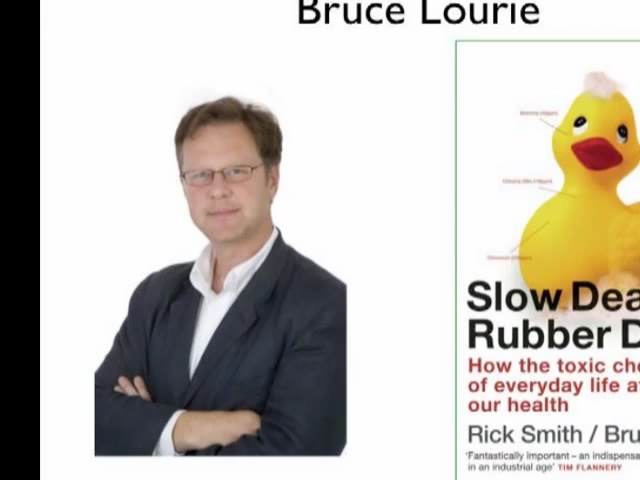 Bruce Lourie
Slow Dea
Rubber D
How the toxic che
of everyday life a
our health
Rick Smith / Bru
'Fantastically important – an indispensa
in an industrial age' TIM FLANNERY